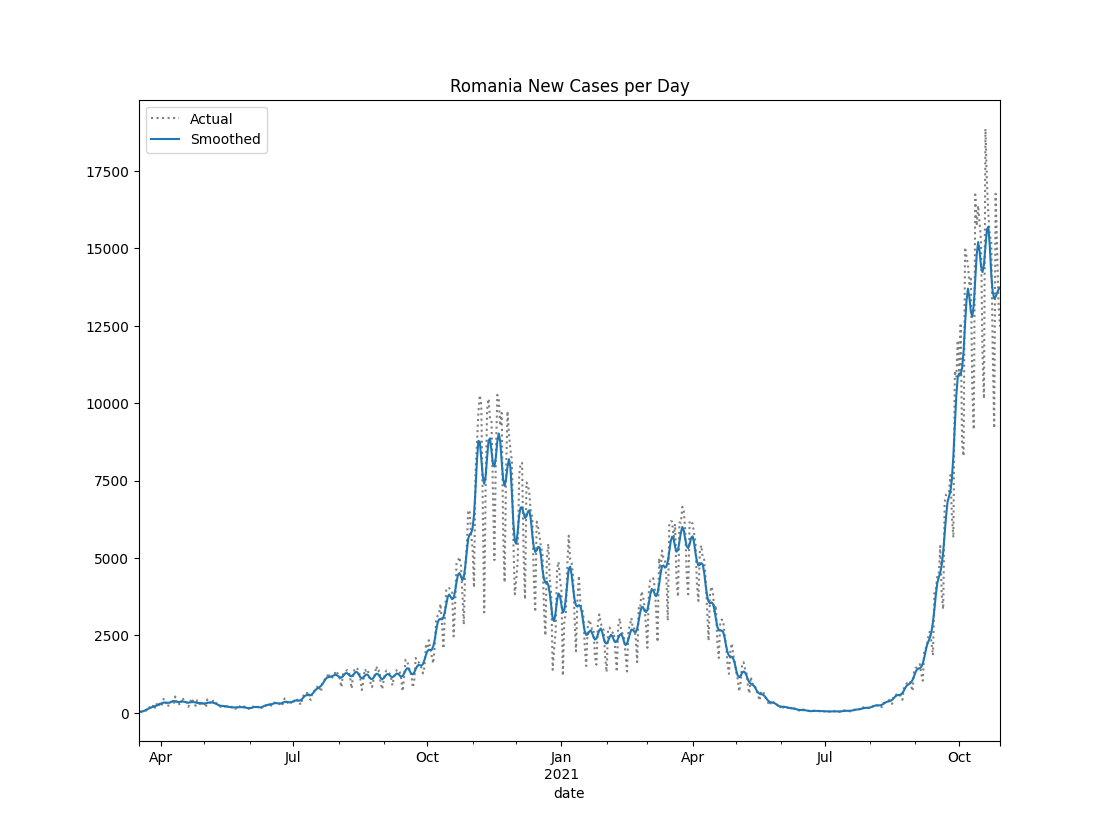 Romania New Cases per Day
Actual
Smoothed
17500
15000
12500
10000
7500
5000
2500
0
Apr
Jul
Oct
Jan
2021
Apr
Jul
Oct
date